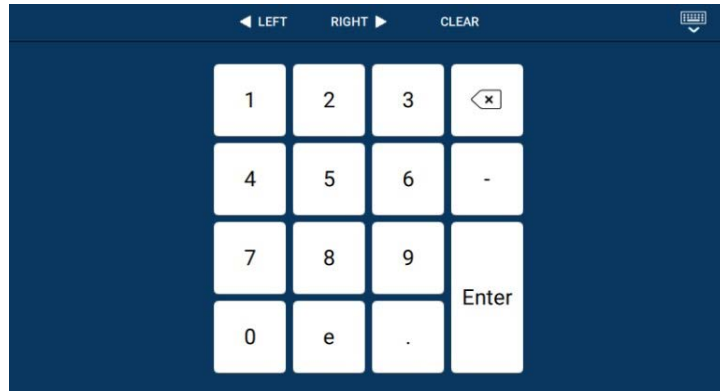 ◀ LEFT RIGHT ▶ CLEAR
1 2 3
4 5 6 -
7 8 9
Enter
0 e .